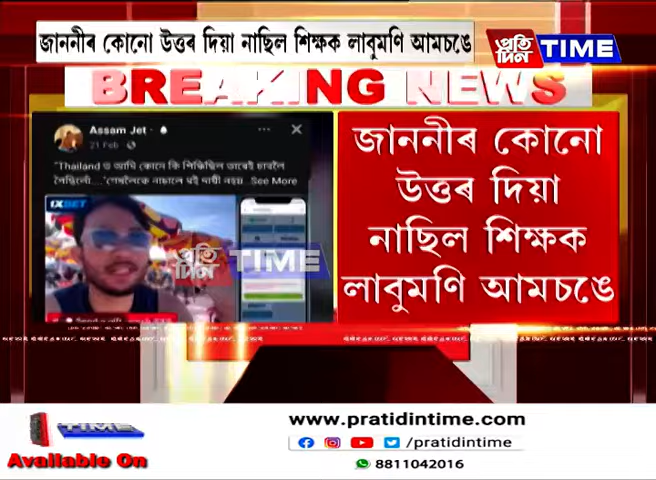 জাননীৰ কোনো উত্তৰ দিয়া নাছিল শিক্ষক লাবুমণি আমচঙে
প্ৰতিদিন TIME
BREAKING NEWS
Assam Jet
21 Feb
"Thailand ত আমি কোনে কি
See More
1XBET
প্ৰতিদিন TIME
জাননীৰ কোনো
উত্তৰ দিয়া
নাছিল শিক্ষক
লাবুমণি আমচঙে
TIME
Available On
www.pratidintime.com
/pratidintime
8811042016